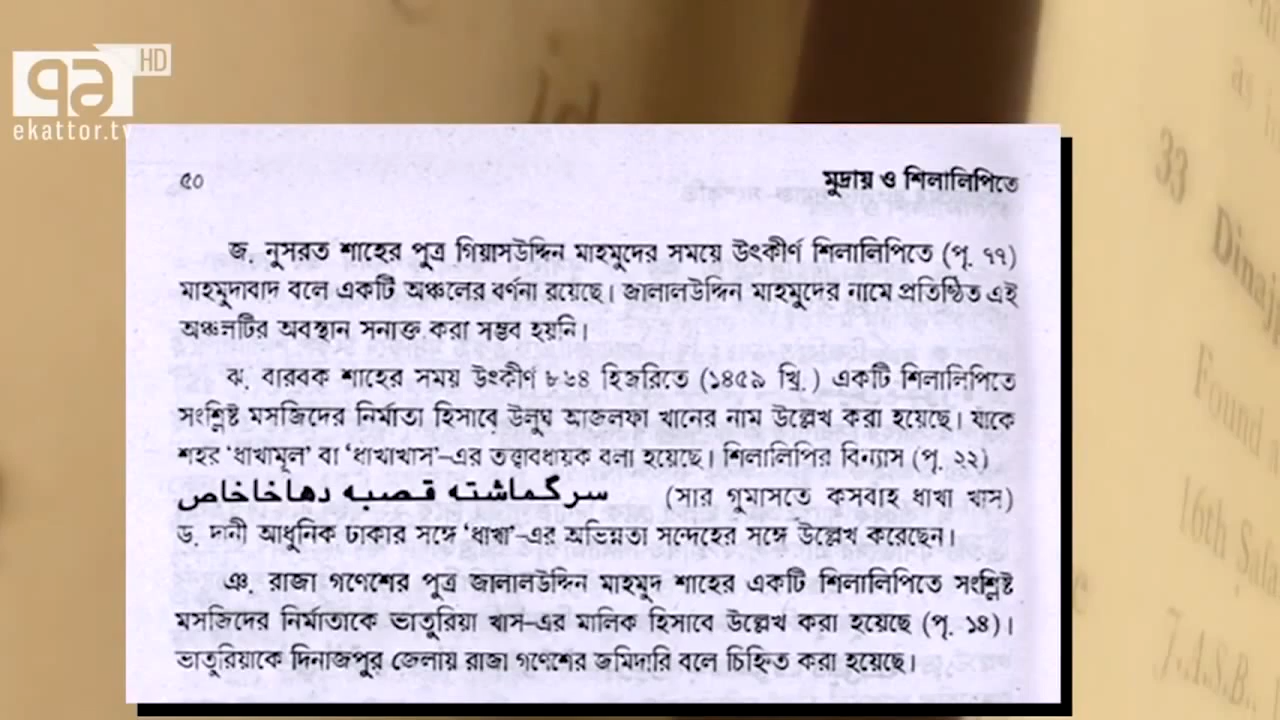 HD
৭১
ekattor.tv
৫০
মুদ্রায় ও শিলালিপিতে
জ. নুসরত শাহের পুত্র গিয়াসউদ্দিন মাহমুদের সময়ে উৎকীর্ণ শিলালিপিতে (পৃ. ৭৭)
মাহমুদাবাদ বলে একটি অঞ্চলের বর্ণনা রয়েছে। জালালউদ্দিন মাহমুদের নামে প্রতিষ্ঠিত এই
অঞ্চলটির অবস্থান সনাক্ত করা সম্ভব হয়নি।
ঝ. বারবক শাহের সময় উৎকীর্ণ ৮৬৪ হিজরিতে (১৪৫৯ খ্রি.) একটি শিলালিপিতে
সংশ্লিষ্ট মসজিদের নির্মাতা হিসাবে উলুঘ আজলফা খানের নাম উল্লেখ করা হয়েছে। যাকে
শহর ‘ধাখামূল’ বা ‘ধাখাখাস’-এর তত্ত্বাবধায়ক বলা হয়েছে। শিলালিপির বিন্যাস (পৃ. ২২)
سرگماشته قصبه دهاخاخاص (সার গুমাসতে কসবাহ ধাখা খাস)
ড. দানী আধুনিক ঢাকার সঙ্গে ‘ধাখা’-এর অভিন্নতা সন্দেহের সঙ্গে উল্লেখ করেছেন।
ঞ. রাজা গণেশের পুত্র জালালউদ্দিন মাহমুদ শাহের একটি শিলালিপিতে সংশ্লিষ্ট
মসজিদের নির্মাতাকে ভাতুরিয়া খাস-এর মালিক হিসাবে উল্লেখ করা হয়েছে (পৃ. ১৪)।
ভাতুরিয়াকে দিনাজপুর জেলায় রাজা গণেশের জমিদারি বলে চিহ্নিত করা হয়েছে।
as i
33
Dinaj
Found
16th
J.A.S.B.,